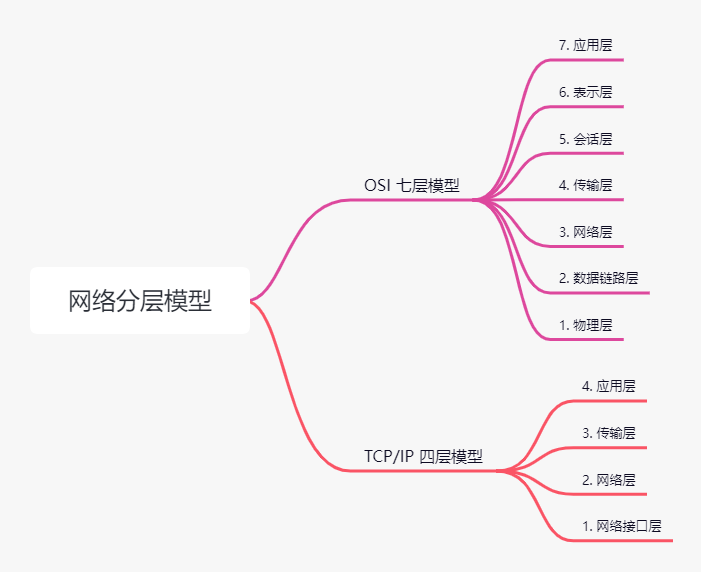 网络分层模型
OSI 七层模型
7. 应用层
6. 表示层
5. 会话层
4. 传输层
3. 网络层
2. 数据链路层
1. 物理层
TCP/IP 四层模型
4. 应用层
3. 传输层
2. 网络层
1. 网络接口层